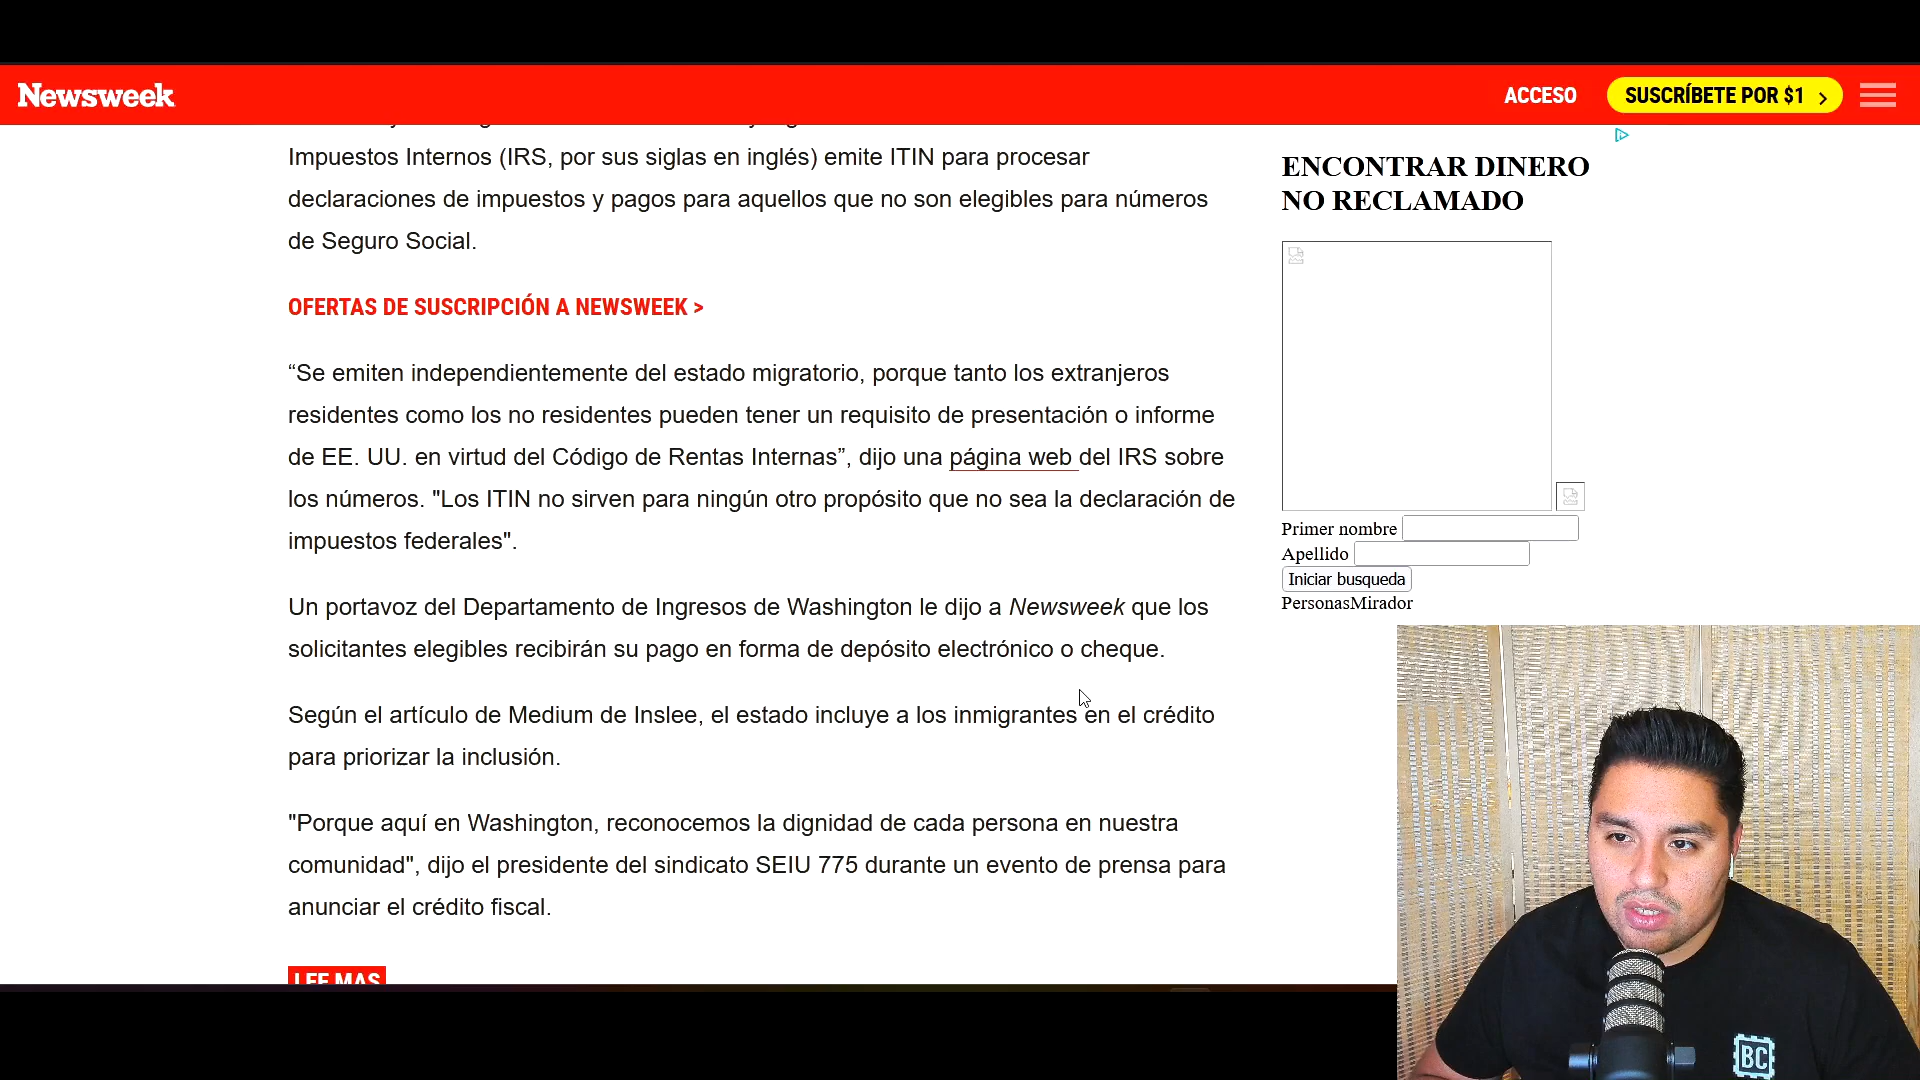 Newsweek
ACCESO
SUSCRÍBETE POR $1
Impuestos Internos (IRS, por sus siglas en inglés) emite ITIN para procesar
declaraciones de impuestos y pagos para aquellos que no son elegibles para números
de Seguro Social.
OFERTAS DE SUSCRIPCIÓN A NEWSWEEK >
“Se emiten independientemente del estado migratorio, porque tanto los extranjeros
residentes como los no residentes pueden tener un requisito de presentación o informe
de EE. UU. en virtud del Código de Rentas Internas”, dijo una página web del IRS sobre
los números. "Los ITIN no sirven para ningún otro propósito que no sea la declaración de
impuestos federales".
Un portavoz del Departamento de Ingresos de Washington le dijo a Newsweek que los
solicitantes elegibles recibirán su pago en forma de depósito electrónico o cheque.
Según el artículo de Medium de Inslee, el estado incluye a los inmigrantes en el crédito
para priorizar la inclusión.
"Porque aquí en Washington, reconocemos la dignidad de cada persona en nuestra
comunidad", dijo el presidente del sindicato SEIU 775 durante un evento de prensa para
anunciar el crédito fiscal.
LEE MAS
ENCONTRAR DINERO
NO RECLAMADO
Primer nombre
Apellido
Iniciar busqueda
PersonasMirador
BC